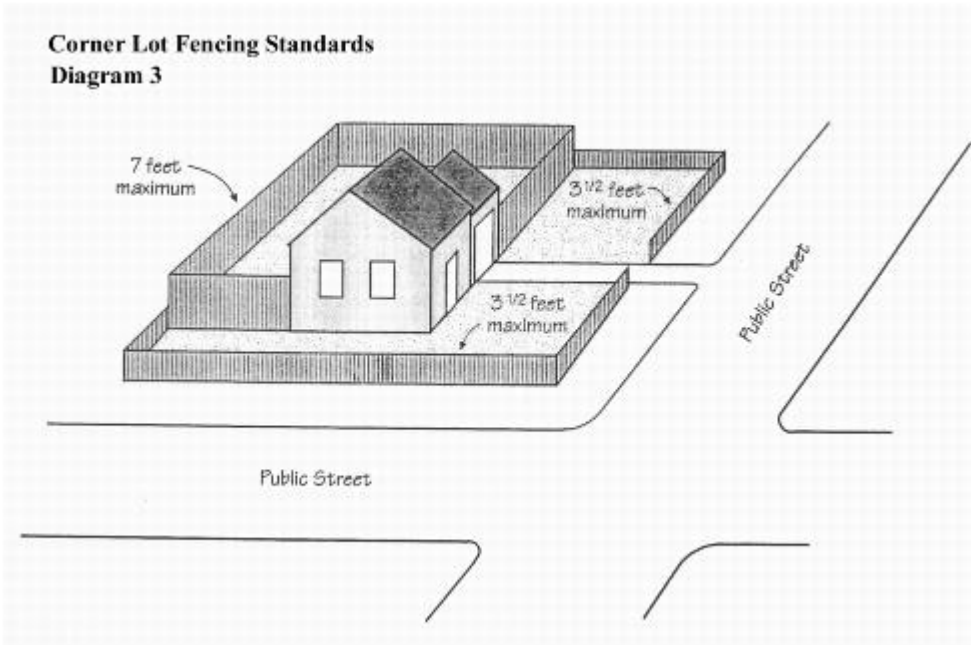 Corner Lot Fencing Standards
Diagram 3
7 feet
maximum
3 1/2 feet
maximum
3 1/2 feet
maximum
Public Street
Public Street